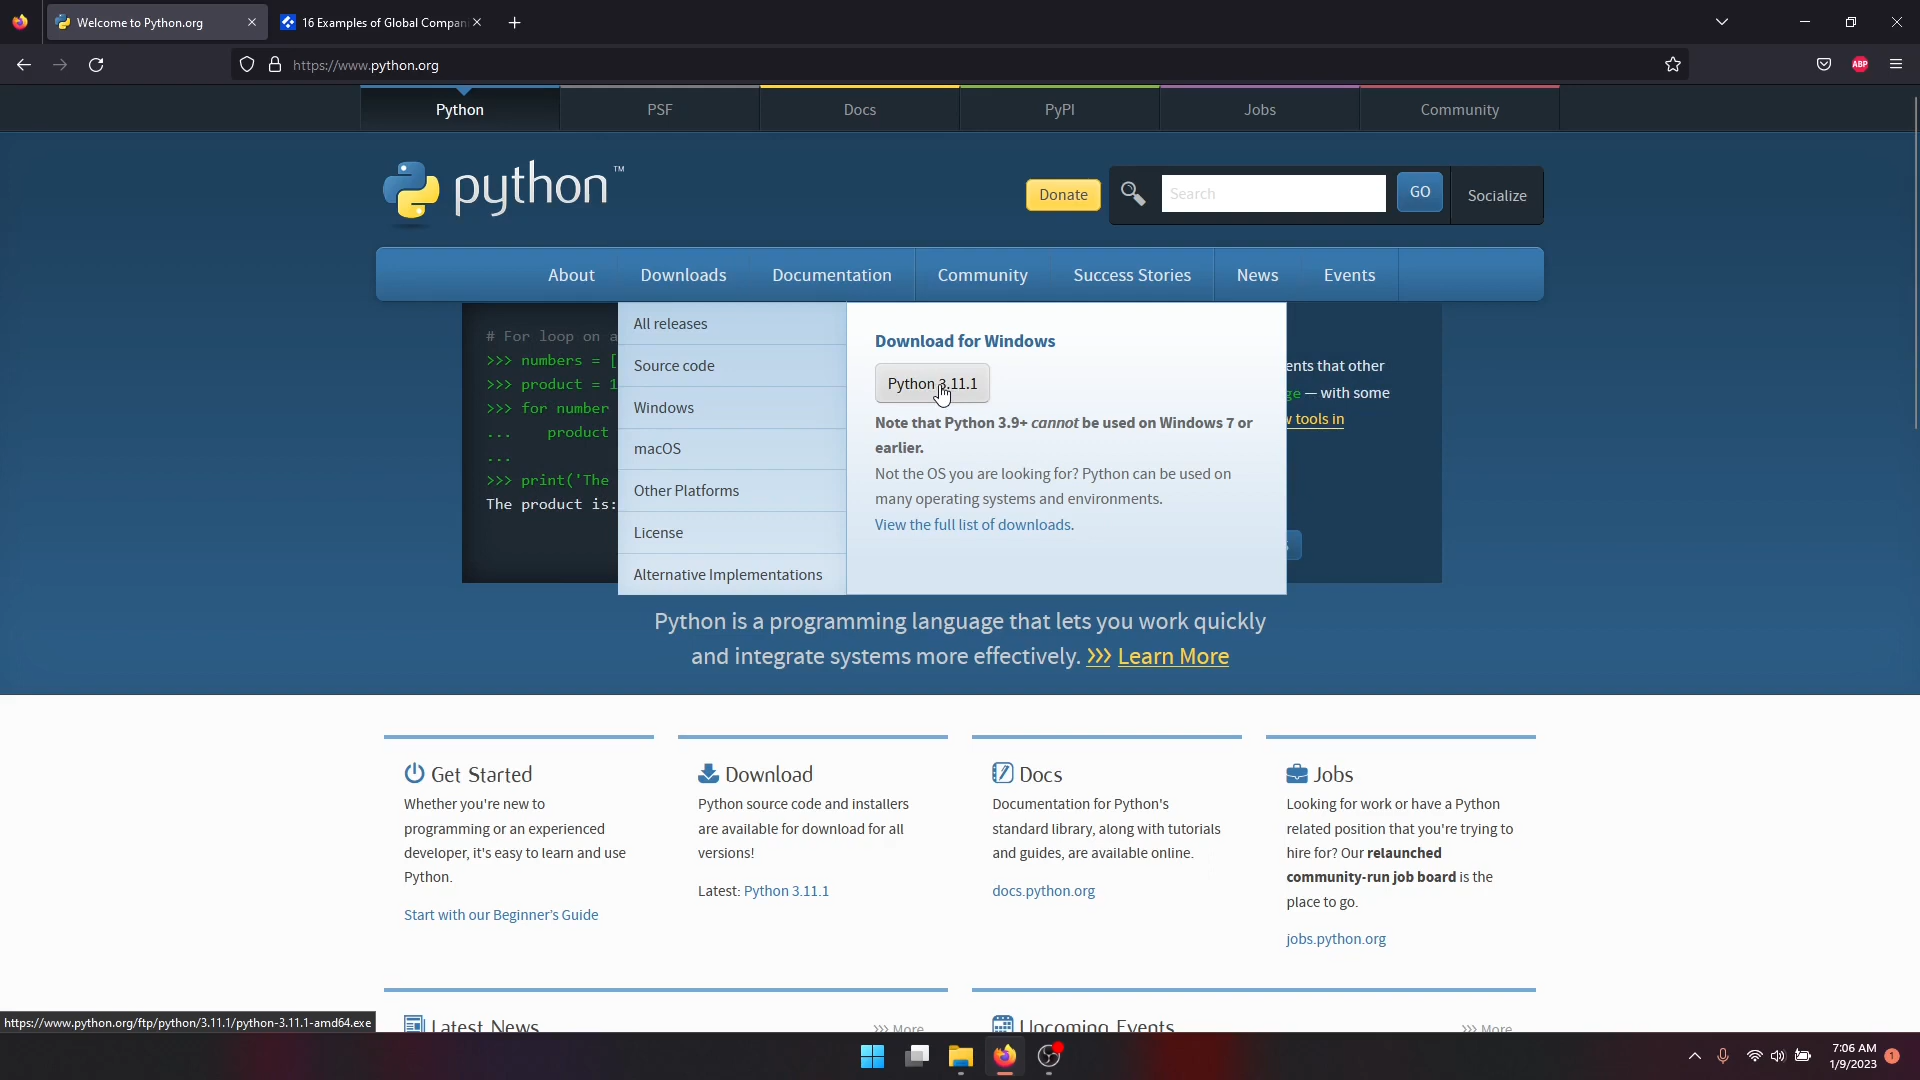 Welcome to Python.org
16 Examples of Global Compan
https://www.python.org
ABP
Python
PSF
Docs
PyPI
Jobs
Community
python™
Donate
Search
GO
Socialize
About
Downloads
Documentation
Community
Success Stories
News
Events
# For loop on a
>>> numbers = [
>>> product = 1
>>> for number
... product
...
>>> print('The
The product is:
All releases
Source code
Windows
macOS
Other Platforms
License
Alternative Implementations
Download for Windows
Python 3.11.1
Note that Python 3.9+ cannot be used on Windows 7 or
earlier.
Not the OS you are looking for? Python can be used on
many operating systems and environments.
View the full list of downloads.
ents that other
ge — with some
w tools in
Python is a programming language that lets you work quickly
and integrate systems more effectively. >>> Learn More
Get Started
Whether you're new to
programming or an experienced
developer, it's easy to learn and use
Python.
Start with our Beginner's Guide
Download
Python source code and installers
are available for download for all
versions!
Latest: Python 3.11.1
Docs
Documentation for Python's
standard library, along with tutorials
and guides, are available online.
docs.python.org
Jobs
Looking for work or have a Python
related position that you're trying to
hire for? Our relaunched
community-run job board is the
place to go.
jobs.python.org
Latest News
>>> More
Upcoming Events
>>> More
https://www.python.org/ftp/python/3.11.1/python-3.11.1-amd64.exe
7:06 AM
1/9/2023
1